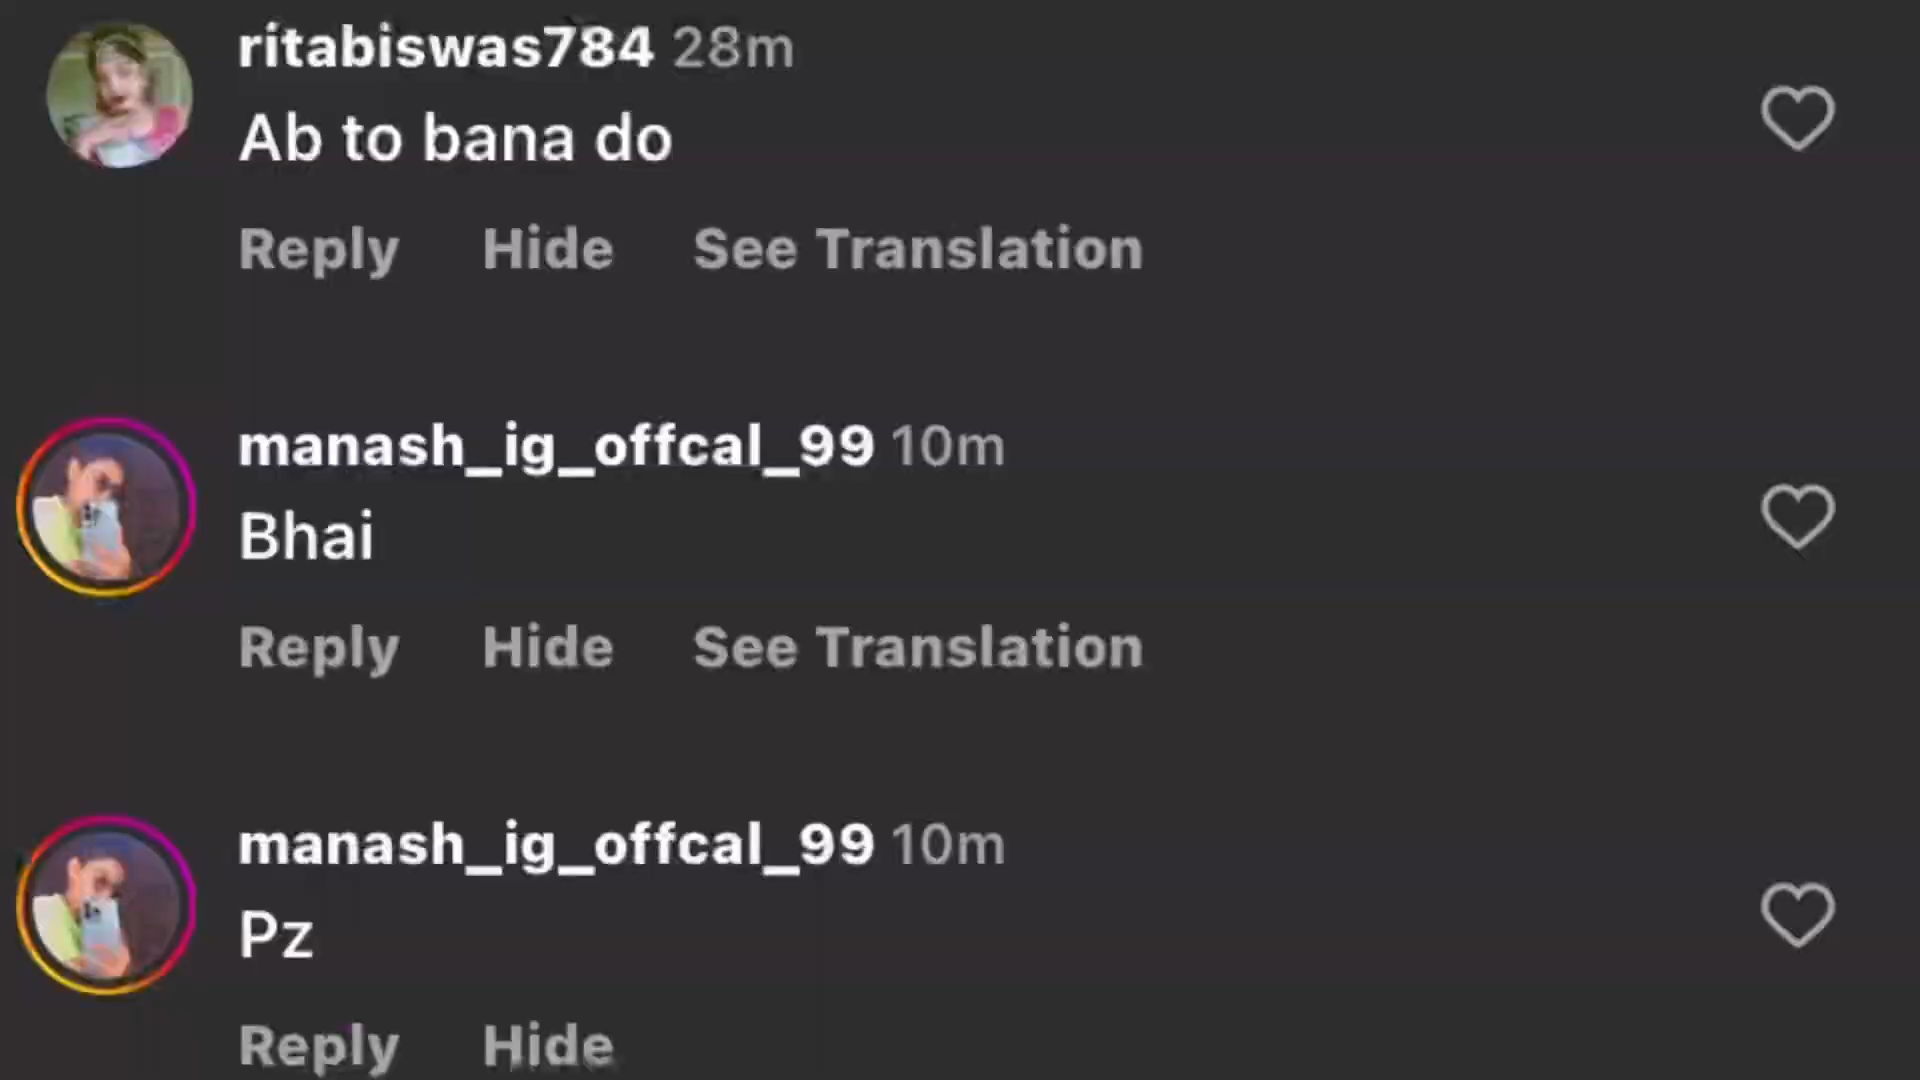 ritabiswas784 28m
Ab to bana do
Reply Hide See Translation
manash_ig_offcal_99 10m
Bhai
Reply Hide See Translation
manash_ig_offcal_99 10m
Pz
Reply Hide